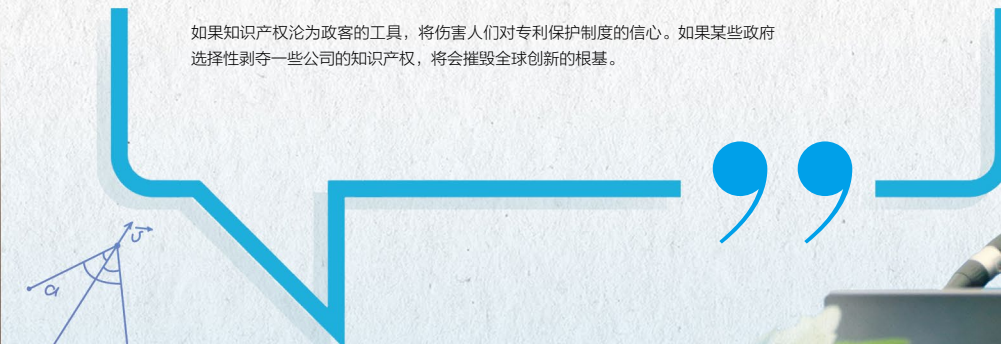 如果知识产权沦为政客的工具，将伤害人们对专利保护制度的信心。如果某些政府
选择性剥夺一些公司的知识产权，将会摧毁全球创新的根基。
”
a
v